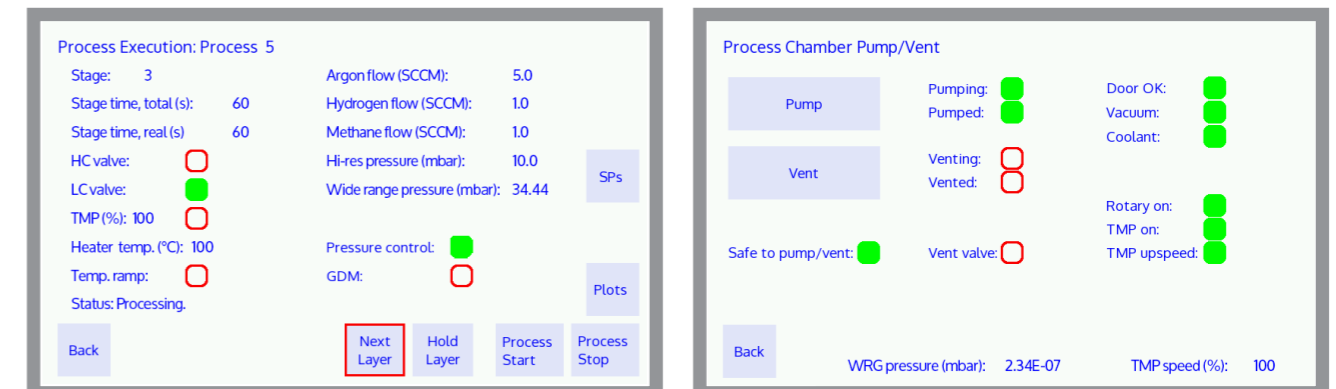 Process Execution: Process 5
Stage: 3
Argon flow (SCCM): 5.0
Stage time, total (s): 60
Hydrogen flow (SCCM): 1.0
Stage time, real (s) 60
Methane flow (SCCM): 1.0
HC valve:
Hi-res pressure (mbar): 10.0
SPs
LC valve:
Wide range pressure (mbar): 34.44
TMP (%): 100
Heater temp. (°C): 100
Pressure control:
Temp. ramp:
GDM:
Plots
Status: Processing.
Back
Next
Layer
Hold
Layer
Process
Start
Process
Stop
Process Chamber Pump/Vent
Pump
Pumping:
Pumped:
Door OK:
Vacuum:
Coolant:
Vent
Venting:
Vented:
Rotary on:
TMP on:
Safe to pump/vent:
Vent valve:
TMP upspeed:
Back
WRG pressure (mbar): 2.34E-07
TMP speed (%): 100